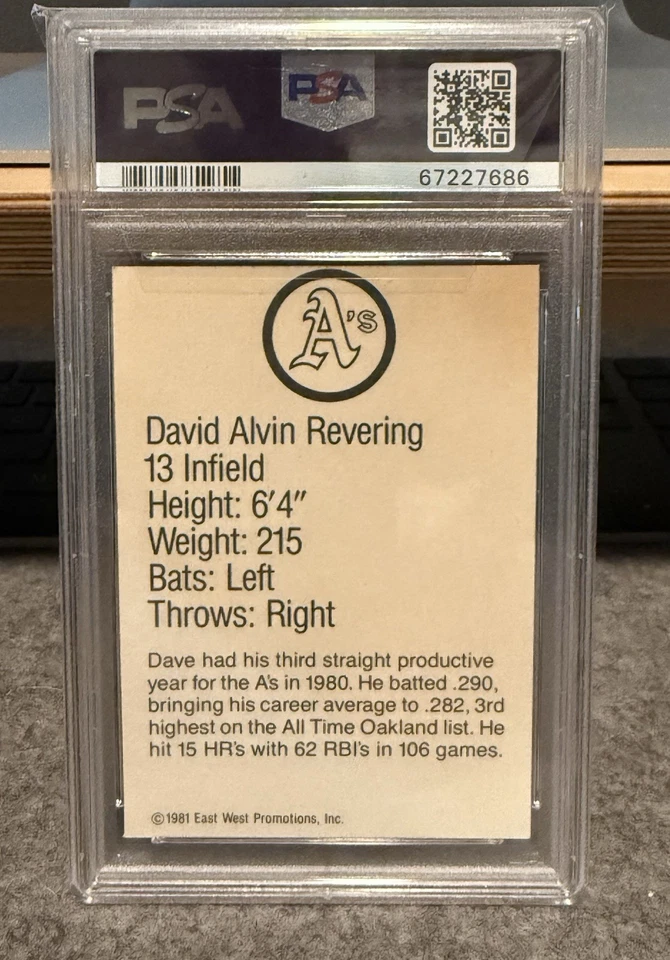 PSA
PSA
67227686
A's
David Alvin Revering
13 Infield
Height: 6'4"
Weight: 215
Bats: Left
Throws: Right
Dave had his third straight productive
year for the A's in 1980. He batted .290,
bringing his career average to .282, 3rd
highest on the All Time Oakland list. He
hit 15 HR's with 62 RBI's in 106 games.
©1981 East West Promotions, Inc.